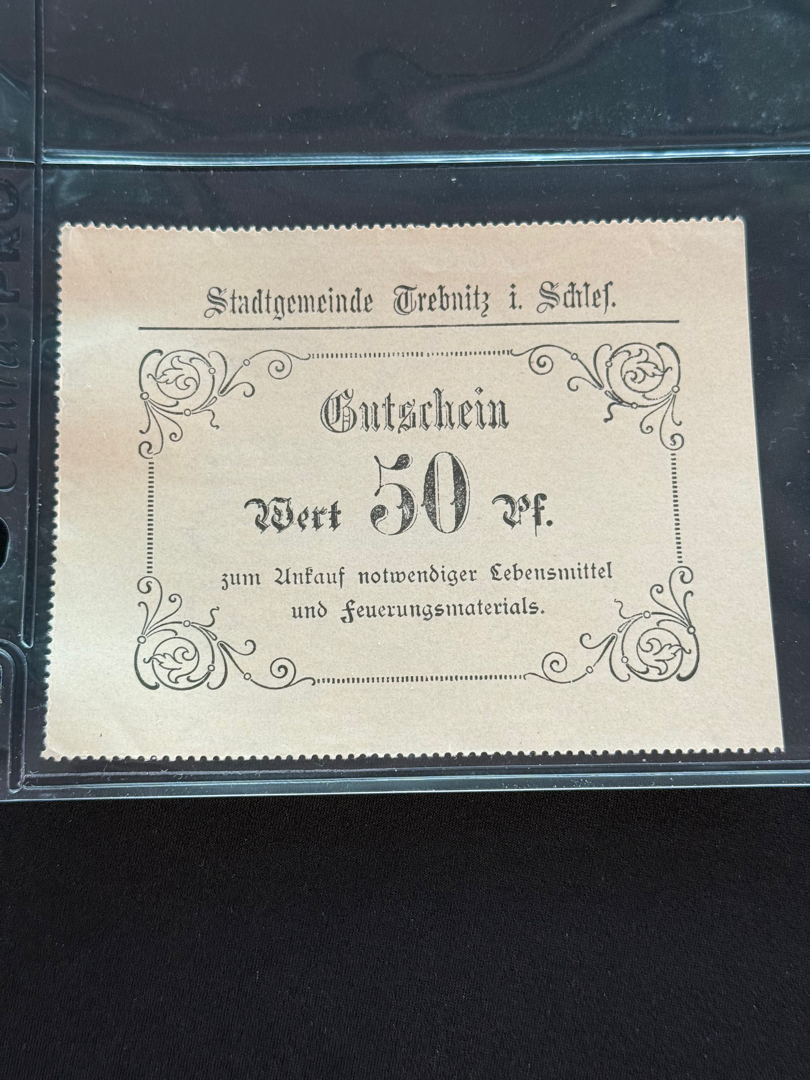 Stadtgemeinde Trebnitz i. Schles.
Gutschein
Wert 50 Pf.
zum Ankauf notwendiger Lebensmittel
und Feuerungsmaterials.